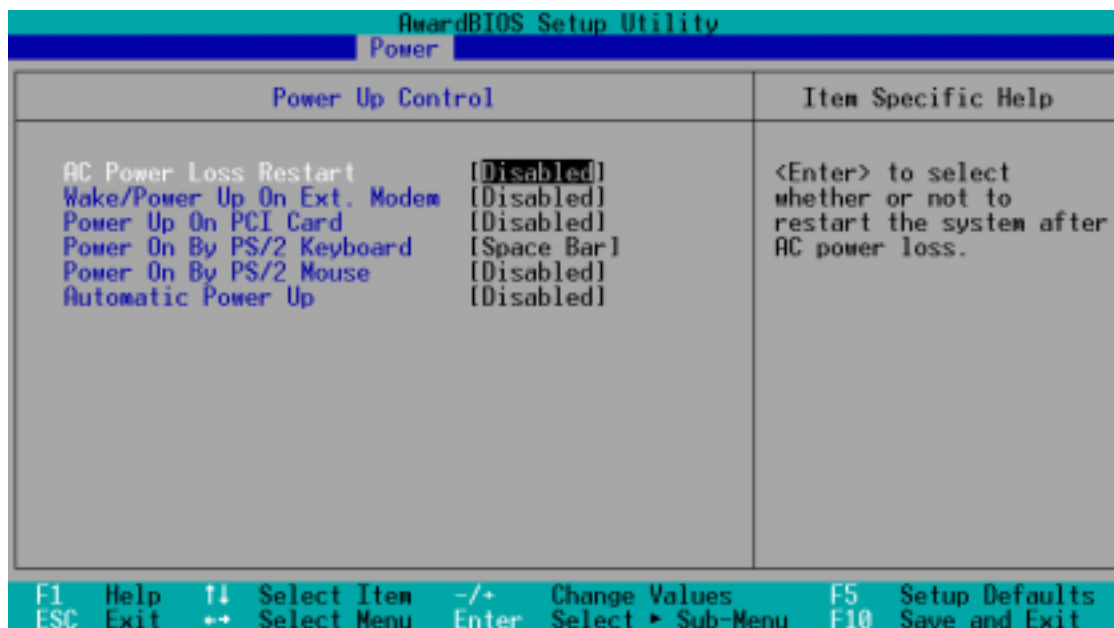 AwardBIOS Setup Utility
Power
Power Up Control
Item Specific Help
AC Power Loss Restart [Disabled]
Wake/Power Up On Ext. Modem [Disabled]
Power Up On PCI Card [Disabled]
Power On By PS/2 Keyboard [Space Bar]
Power On By PS/2 Mouse [Disabled]
Automatic Power Up [Disabled]
<Enter> to select
whether or not to
restart the system after
AC power loss.
F1 Help ↑↓ Select Item -/+ Change Values F5 Setup Defaults
ESC Exit ←→ Select Menu Enter Select ► Sub-Menu F10 Save and Exit